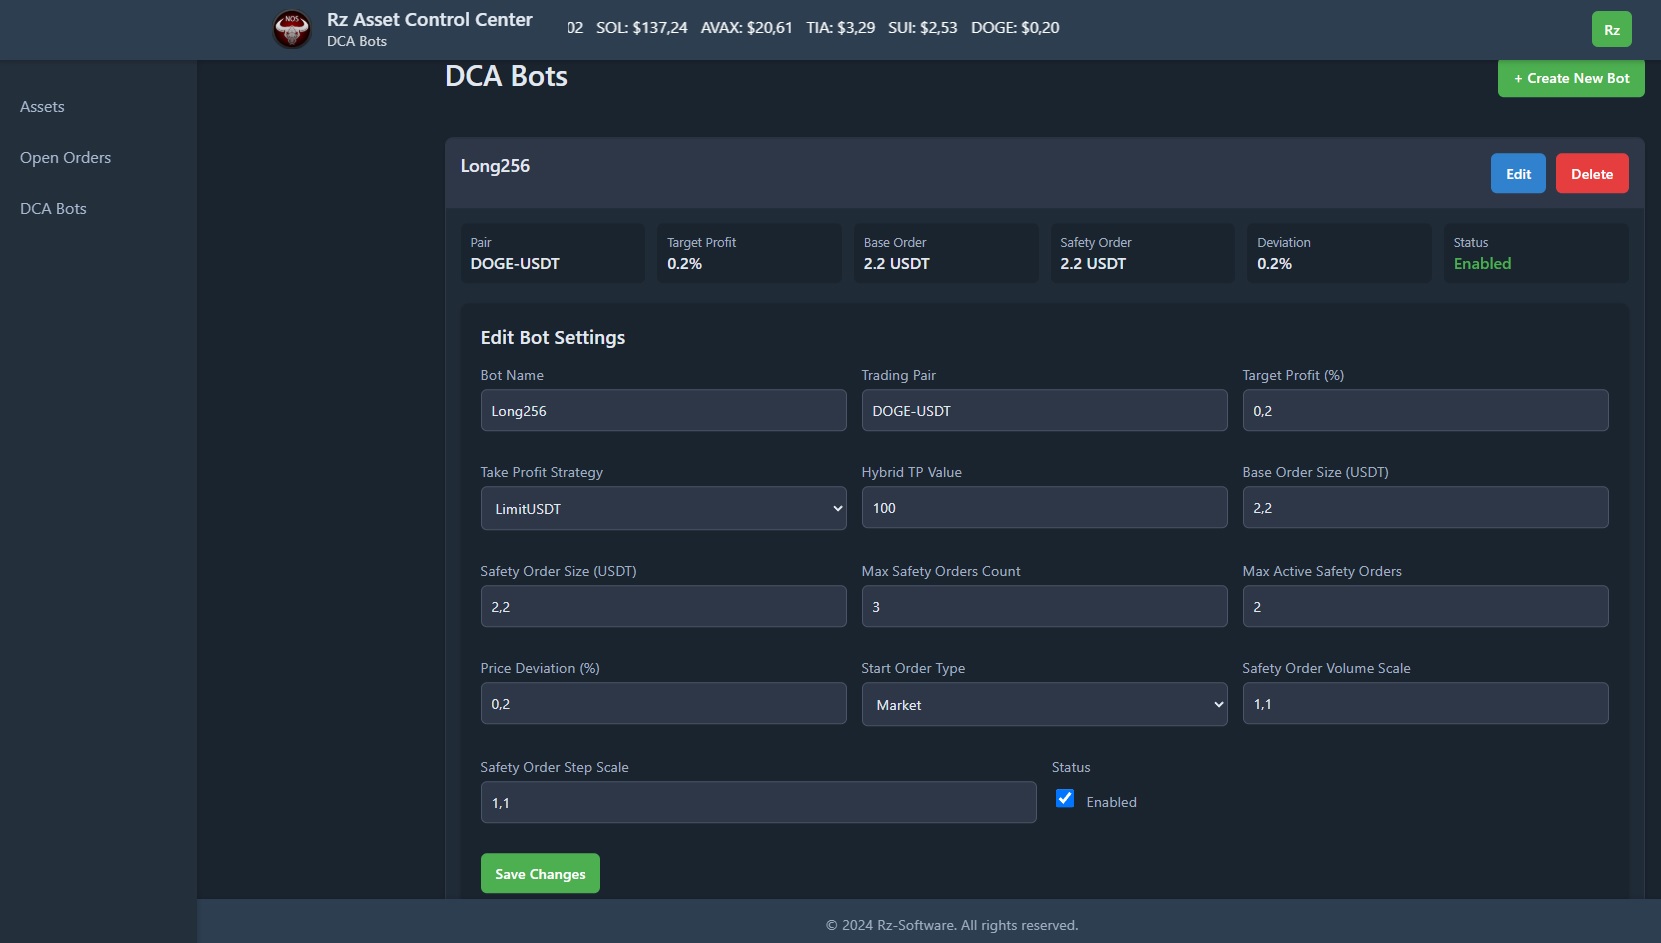 NOS
Rz Asset Control Center
DCA Bots
02 SOL: $137,24 AVAX: $20,61 TIA: $3,29 SUI: $2,53 DOGE: $0,20
Rz
Assets
Open Orders
DCA Bots
DCA Bots
+ Create New Bot
Long256
Edit
Delete
Pair
DOGE-USDT
Target Profit
0.2%
Base Order
2.2 USDT
Safety Order
2.2 USDT
Deviation
0.2%
Status
Enabled
Edit Bot Settings
Bot Name
Long256
Trading Pair
DOGE-USDT
Target Profit (%)
0,2
Take Profit Strategy
LimitUSDT
Hybrid TP Value
100
Base Order Size (USDT)
2,2
Safety Order Size (USDT)
2,2
Max Safety Orders Count
3
Max Active Safety Orders
2
Price Deviation (%)
0,2
Start Order Type
Market
Safety Order Volume Scale
1,1
Safety Order Step Scale
1,1
Status
Enabled
Save Changes
© 2024 Rz-Software. All rights reserved.